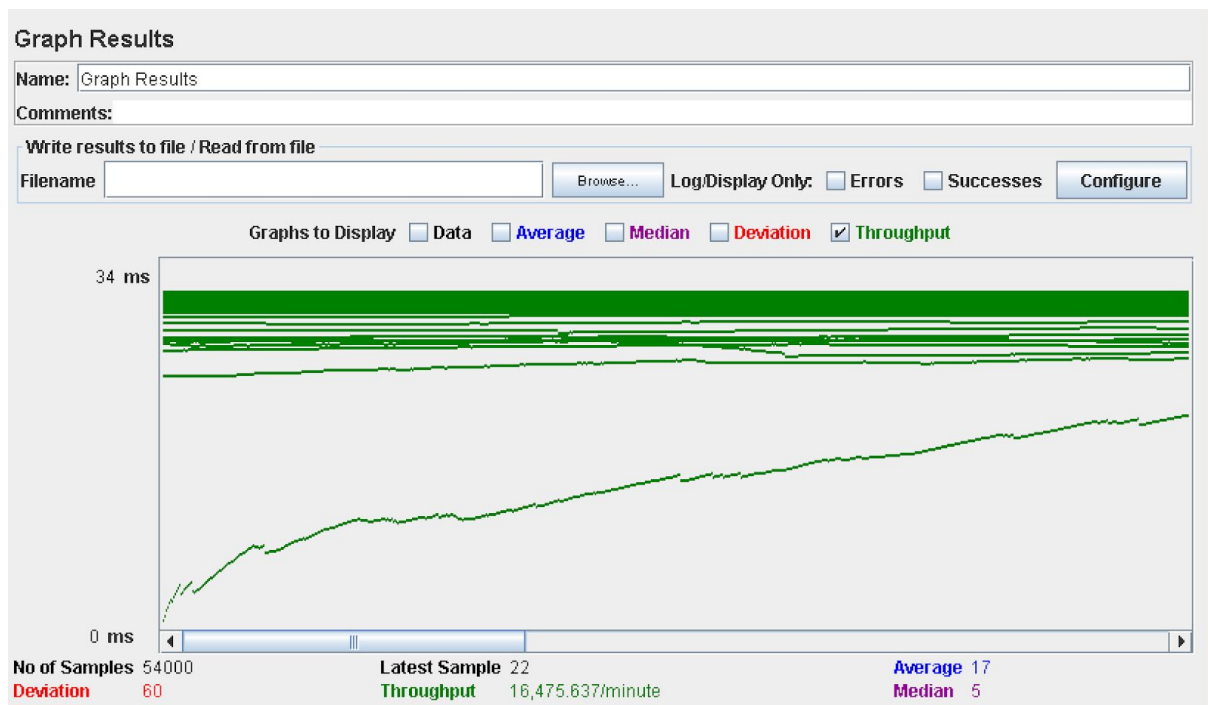 Graph Results
Name: Graph Results
Comments:
Write results to file / Read from file
Filename Browse... Log/Display Only: Errors Successes Configure
Graphs to Display Data Average Median Deviation Throughput
34 ms
0 ms
No of Samples 54000 Latest Sample 22 Average 17
Deviation 60 Throughput 16,475.637/minute Median 5